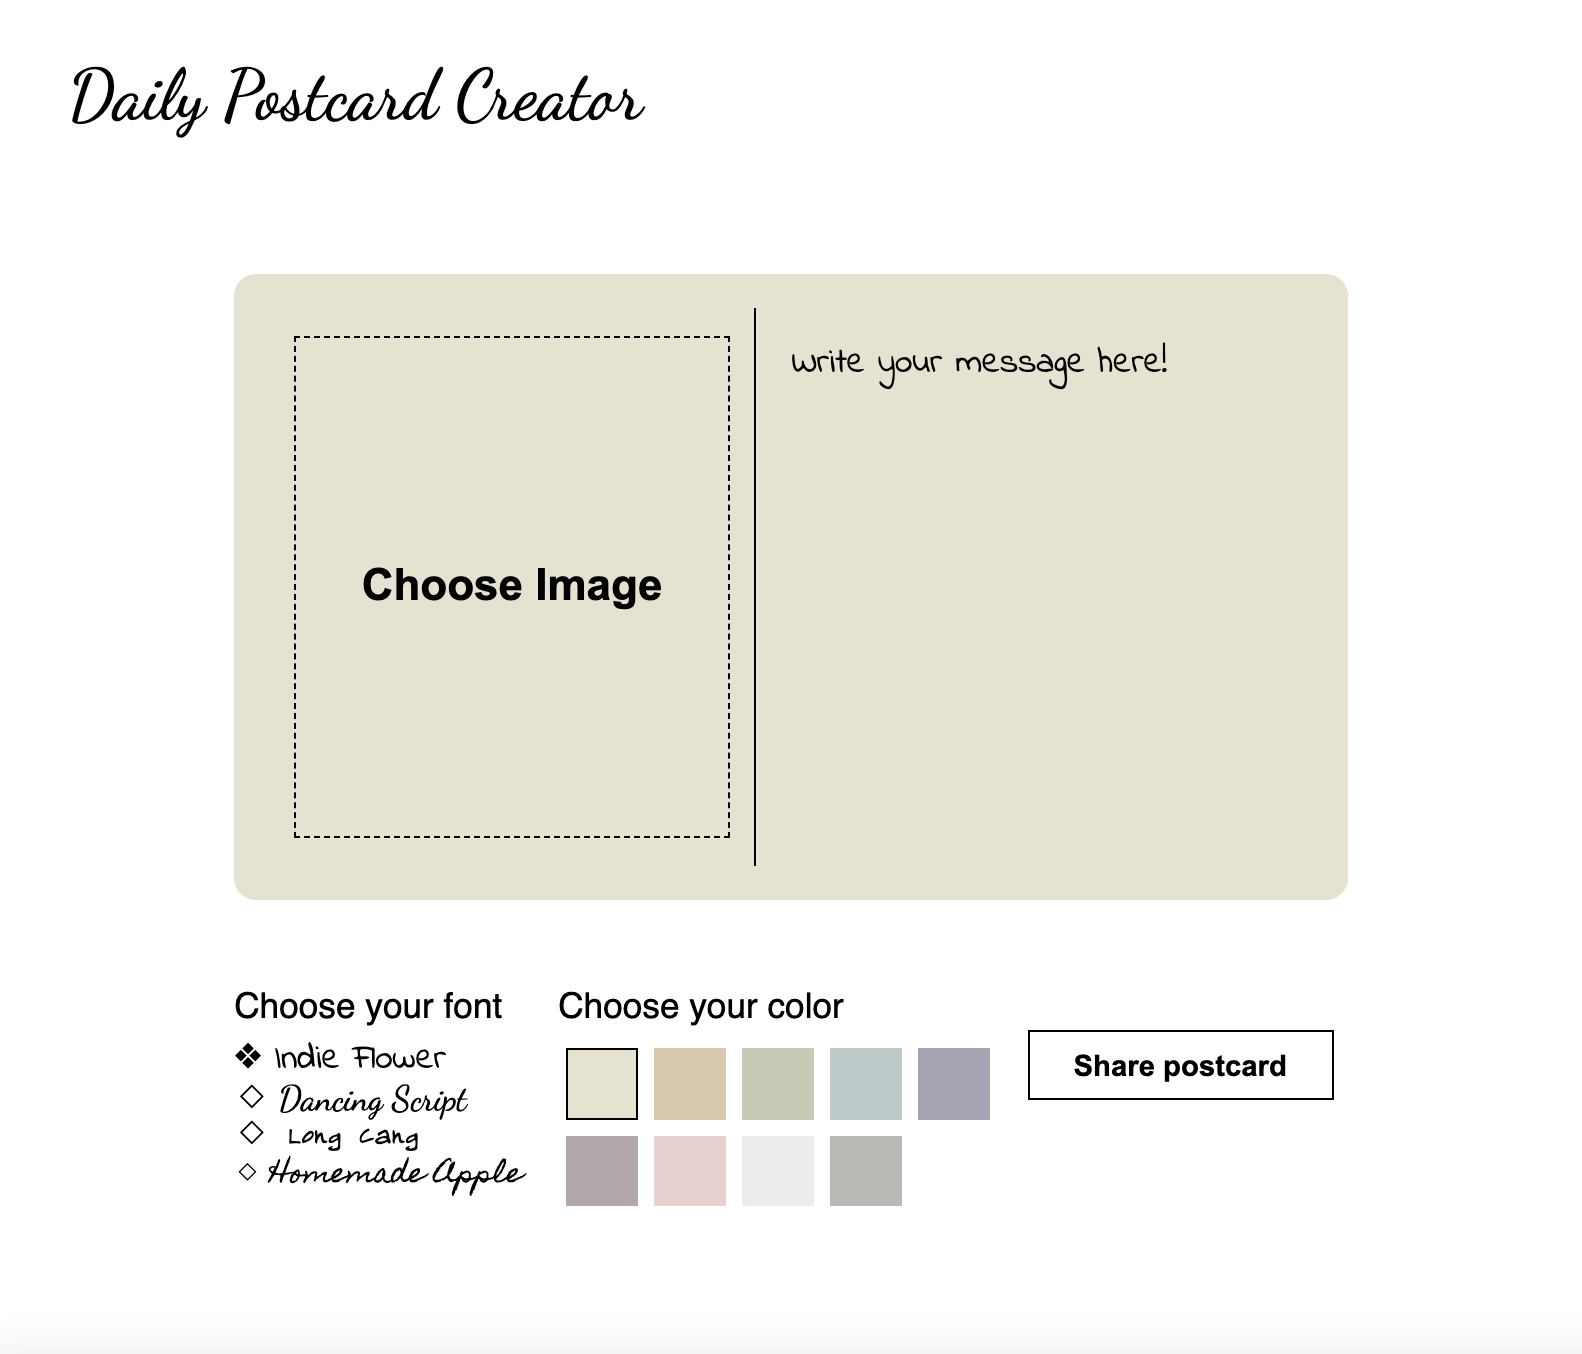 Daily Postcard Creator
Choose Image
Write your message here!
Choose your font
❖ Indie Flower
◇ Dancing Script
◇ Long Cang
◇ Homemade Apple
Choose your color
Share postcard